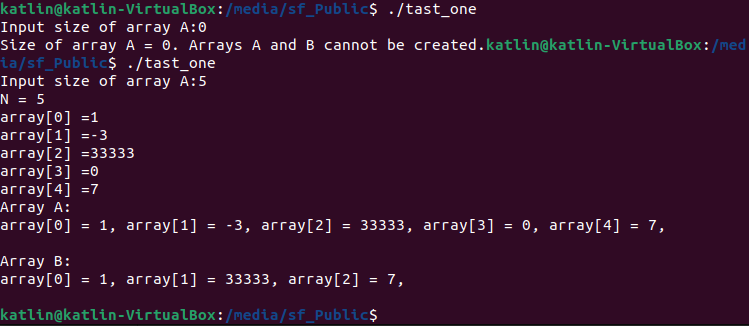 katlin@katlin-VirtualBox:/media/sf_Public$ ./tast_one
Input size of array A:0
Size of array A = 0. Arrays A and B cannot be created.katlin@katlin-VirtualBox:/med
ia/sf_Public$ ./tast_one
Input size of array A:5
N = 5
array[0] =1
array[1] =-3
array[2] =33333
array[3] =0
array[4] =7
Array A:
array[0] = 1, array[1] = -3, array[2] = 33333, array[3] = 0, array[4] = 7,
Array B:
array[0] = 1, array[1] = 33333, array[2] = 7,
katlin@katlin-VirtualBox:/media/sf_Public$